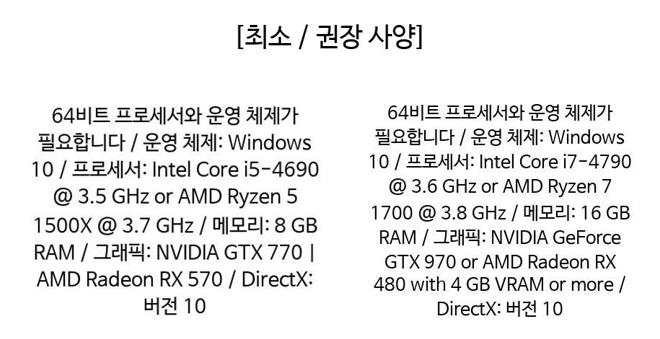 [최소 / 권장 사양]
64비트 프로세서와 운영 체제가
필요합니다 / 운영 체제: Windows
10 / 프로세서: Intel Core i5-4690
@ 3.5 GHz or AMD Ryzen 5
1500X @ 3.7 GHz / 메모리: 8 GB
RAM / 그래픽: NVIDIA GTX 770 |
AMD Radeon RX 570 / DirectX:
버전 10
64비트 프로세서와 운영 체제가
필요합니다 / 운영 체제: Windows
10 / 프로세서: Intel Core i7-4790
@ 3.6 GHz or AMD Ryzen 7
1700 @ 3.8 GHz / 메모리: 16 GB
RAM / 그래픽: NVIDIA GeForce
GTX 970 or AMD Radeon RX
480 with 4 GB VRAM or more /
DirectX: 버전 10